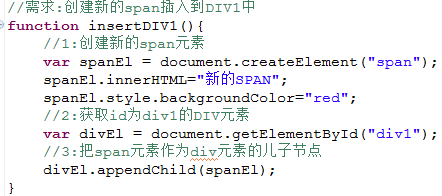 //需求:创建新的span插入到DIV1中
function insertDIV1(){
//1:创建新的span元素
var spanEl = document.createElement("span");
spanEl.innerHTML="新的SPAN";
spanEl.style.backgroundColor="red";
//2:获取id为div1的DIV元素
var divEl = document.getElementById("div1");
//3:把span元素作为div元素的儿子节点
divEl.appendChild(spanEl);
}